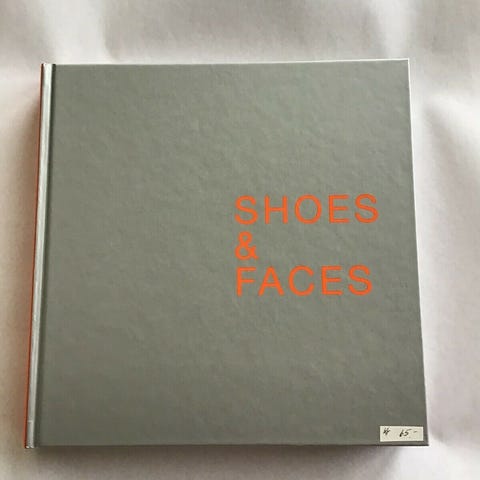 SHOES
&
FACES
65.-